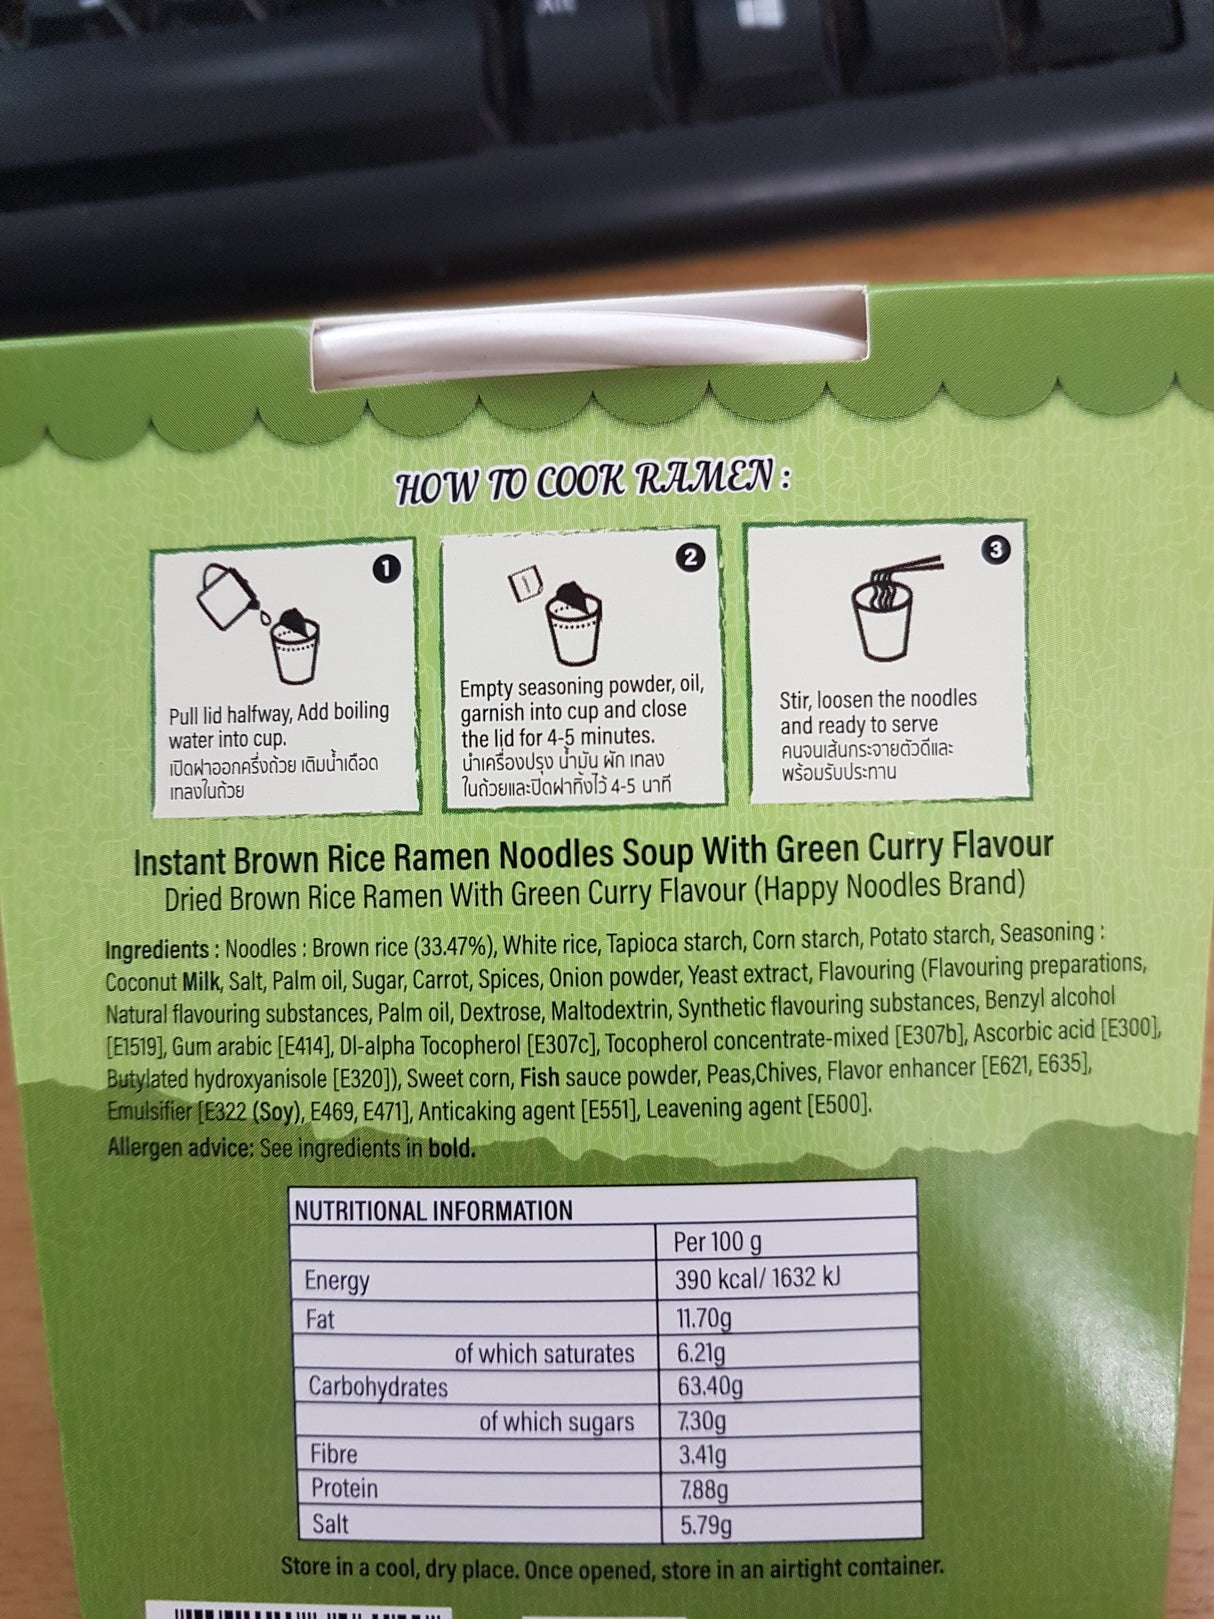 Alt
HOW TO COOK RAMEN :
1
Pull lid halfway, Add boiling
water into cup.
เปิดฝาออกครึ่งถ้วย เติมน้ำเดือด
เทลงในถ้วย
2
Empty seasoning powder, oil,
garnish into cup and close
the lid for 4-5 minutes.
นำเครื่องปรุง น้ำมัน ผัก เทลง
ในถ้วยและปิดฝาทิ้งไว้ 4-5 นาที
3
Stir, loosen the noodles
and ready to serve
คนจนเส้นกระจายตัวดีและ
พร้อมรับประทาน
Instant Brown Rice Ramen Noodles Soup With Green Curry Flavour
Dried Brown Rice Ramen With Green Curry Flavour (Happy Noodles Brand)
Ingredients : Noodles : Brown rice (33.47%), White rice, Tapioca starch, Corn starch, Potato starch, Seasoning :
Coconut Milk, Salt, Palm oil, Sugar, Carrot, Spices, Onion powder, Yeast extract, Flavouring (Flavouring preparations,
Natural flavouring substances, Palm oil, Dextrose, Maltodextrin, Synthetic flavouring substances, Benzyl alcohol
[E1519], Gum arabic [E414], Dl-alpha Tocopherol [E307c], Tocopherol concentrate-mixed [E307b], Ascorbic acid [E300],
Butylated hydroxyanisole [E320]), Sweet corn, Fish sauce powder, Peas,Chives, Flavor enhancer [E621, E635],
Emulsifier [E322 (Soy), E469, E471], Anticaking agent [E551], Leavening agent [E500].
Allergen advice: See ingredients in bold.
NUTRITIONAL INFORMATION
Per 100 g
Energy 390 kcal/ 1632 kJ
Fat 11.70g
of which saturates 6.21g
Carbohydrates 63.40g
of which sugars 7.30g
Fibre 3.41g
Protein 7.88g
Salt 5.79g
Store in a cool, dry place. Once opened, store in an airtight container.